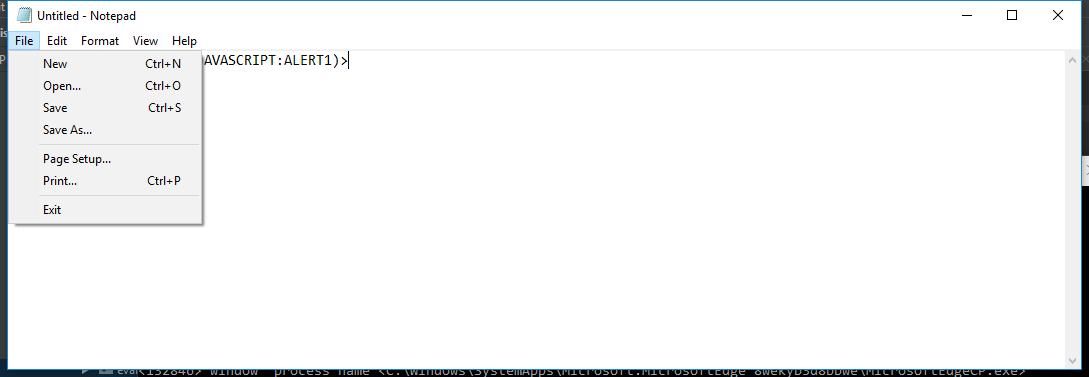 Untitled - Notepad
File Edit Format View Help
AVASCRIPT:ALERT1)>
New Ctrl+N
Open... Ctrl+O
Save Ctrl+S
Save As...
Page Setup...
Print... Ctrl+P
Exit